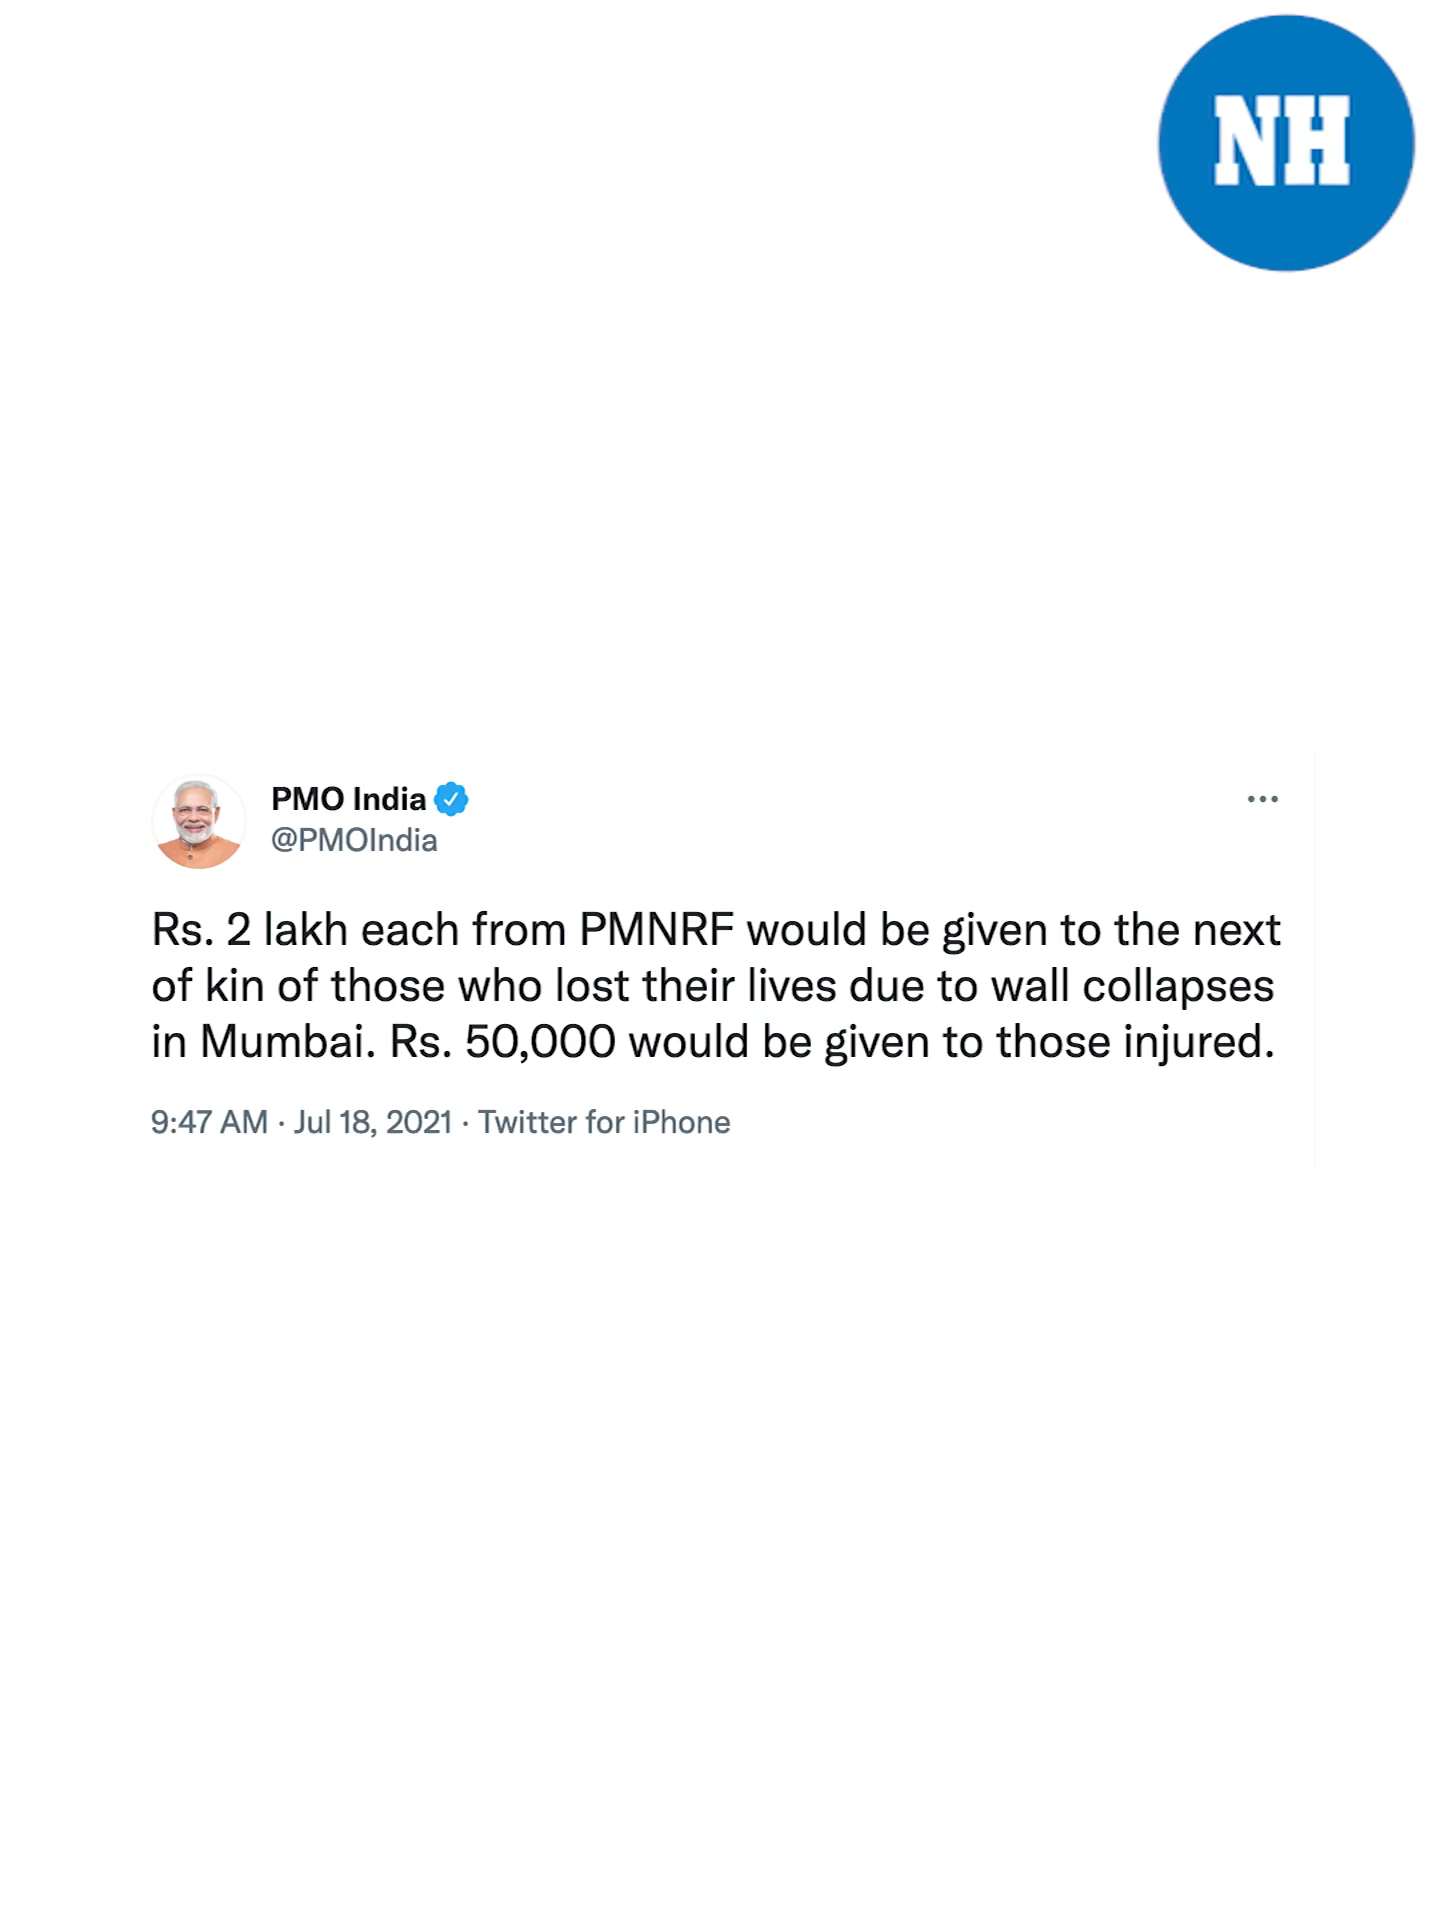 NH
PMO India
@PMOIndia
Rs. 2 lakh each from PMNRF would be given to the next
of kin of those who lost their lives due to wall collapses
in Mumbai. Rs. 50,000 would be given to those injured.
9:47 AM · Jul 18, 2021 · Twitter for iPhone